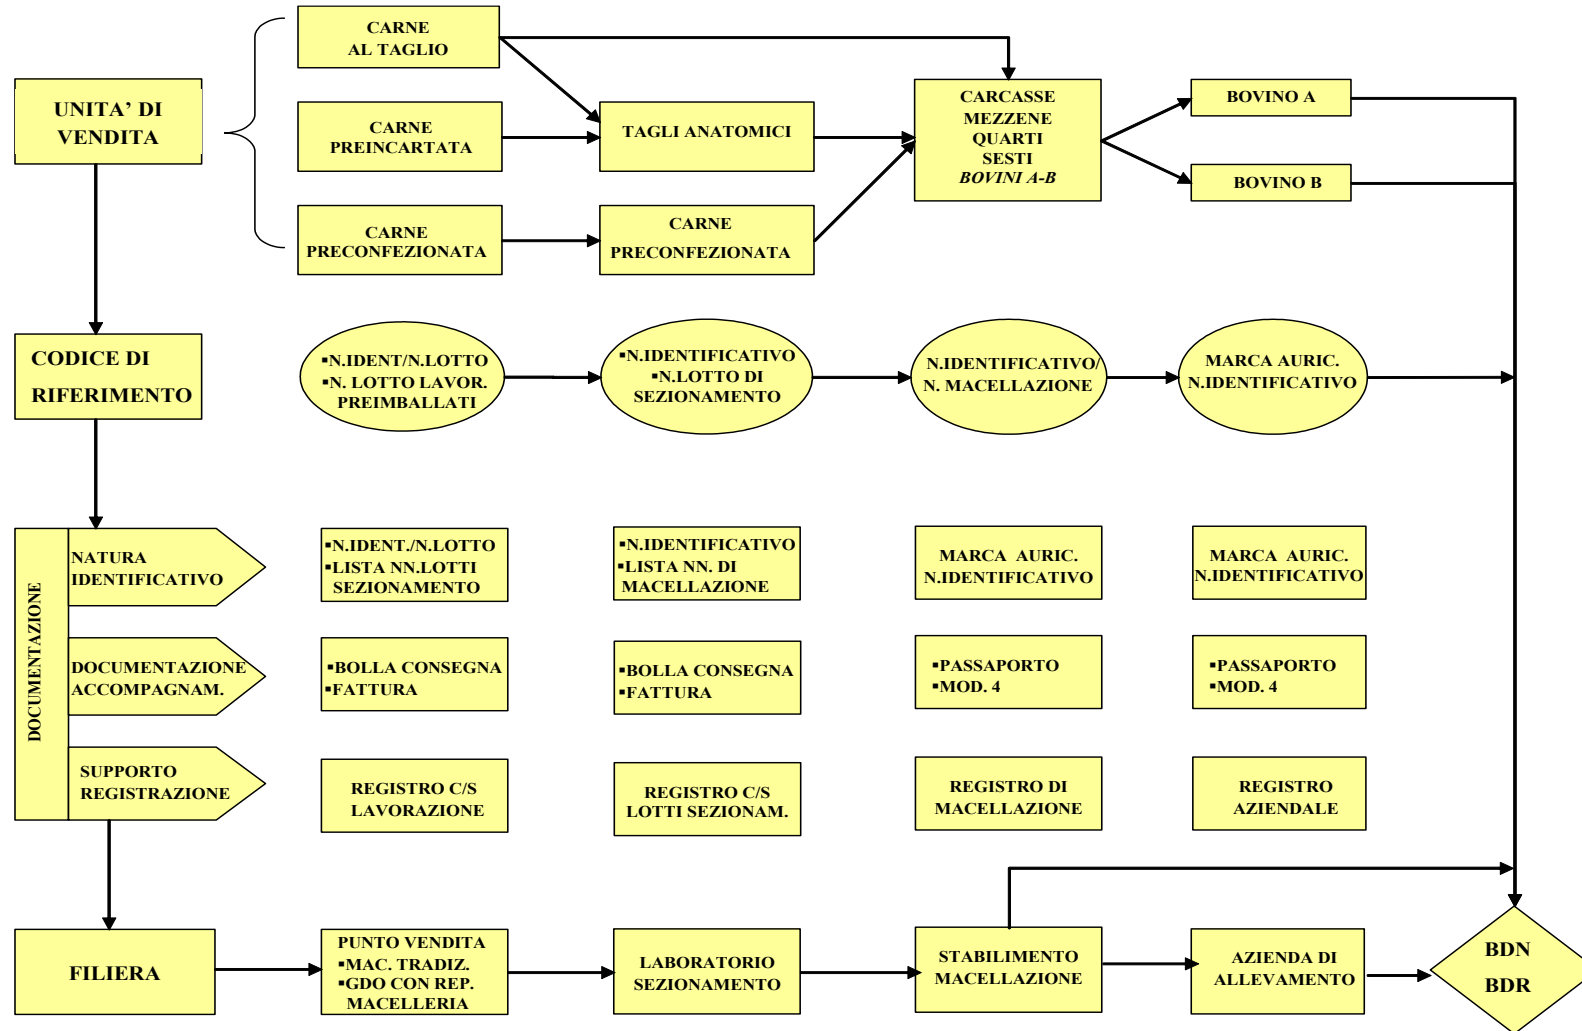 UNITA’ DI
VENDITA
CARNE
AL TAGLIO
CARNE
PREINCARTATA
CARNE
PRECONFEZIONATA
TAGLI ANATOMICI
CARNE
PRECONFEZIONATA
CARCASSE
MEZZENE
QUARTI
SESTI
BOVINI A-B
BOVINO A
BOVINO B
CODICE DI
RIFERIMENTO
▪N.IDENT/N.LOTTO
▪N. LOTTO LAVOR.
PREIMBALLATI
▪N.IDENTIFICATIVO
▪N.LOTTO DI
SEZIONAMENTO
N.IDENTIFICATIVO/
N. MACELLAZIONE
MARCA AURIC.
N.IDENTIFICATIVO
DOCUMENTAZIONE
NATURA
IDENTIFICATIVO
▪N.IDENT./N.LOTTO
▪LISTA NN.LOTTI
SEZIONAMENTO
▪N.IDENTIFICATIVO
▪LISTA NN. DI
MACELLAZIONE
MARCA AURIC.
N.IDENTIFICATIVO
MARCA AURIC.
N.IDENTIFICATIVO
DOCUMENTAZIONE
ACCOMPAGNAM.
▪BOLLA CONSEGNA
▪FATTURA
▪BOLLA CONSEGNA
▪FATTURA
▪PASSAPORTO
▪MOD. 4
▪PASSAPORTO
▪MOD. 4
SUPPORTO
REGISTRAZIONE
REGISTRO C/S
LAVORAZIONE
REGISTRO C/S
LOTTI SEZIONAM.
REGISTRO DI
MACELLAZIONE
REGISTRO
AZIENDALE
FILIERA
PUNTO VENDITA
▪MAC. TRADIZ.
▪GDO CON REP.
MACELLERIA
LABORATORIO
SEZIONAMENTO
STABILIMENTO
MACELLAZIONE
AZIENDA DI
ALLEVAMENTO
BDN
BDR